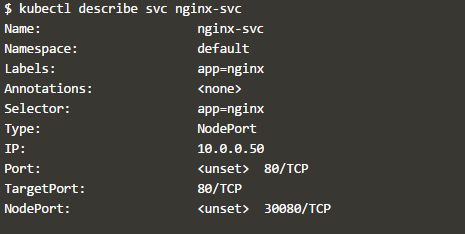 $ kubectl describe svc nginx-svc
Name: nginx-svc
Namespace: default
Labels: app=nginx
Annotations: <none>
Selector: app=nginx
Type: NodePort
IP: 10.0.0.50
Port: <unset> 80/TCP
TargetPort: 80/TCP
NodePort: <unset> 30080/TCP